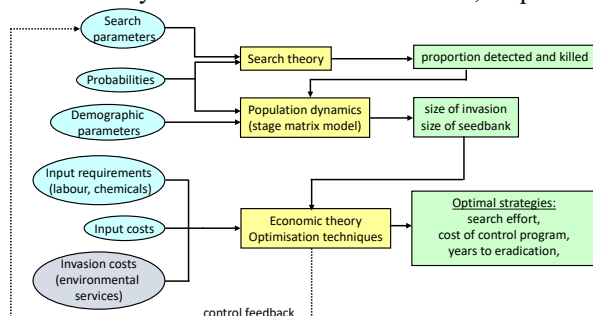 Search
parameters
Search theory
proportion detected and killed
Probabilities
Demographic
parameters
Population dynamics
(stage matrix model)
size of invasion
size of seedbank
Input requirements
(labour, chemicals)
Input costs
Economic theory
Optimisation techniques
Optimal strategies:
search effort,
cost of control program,
years to eradication,
Invasion costs
(environmental
services)
control feedback